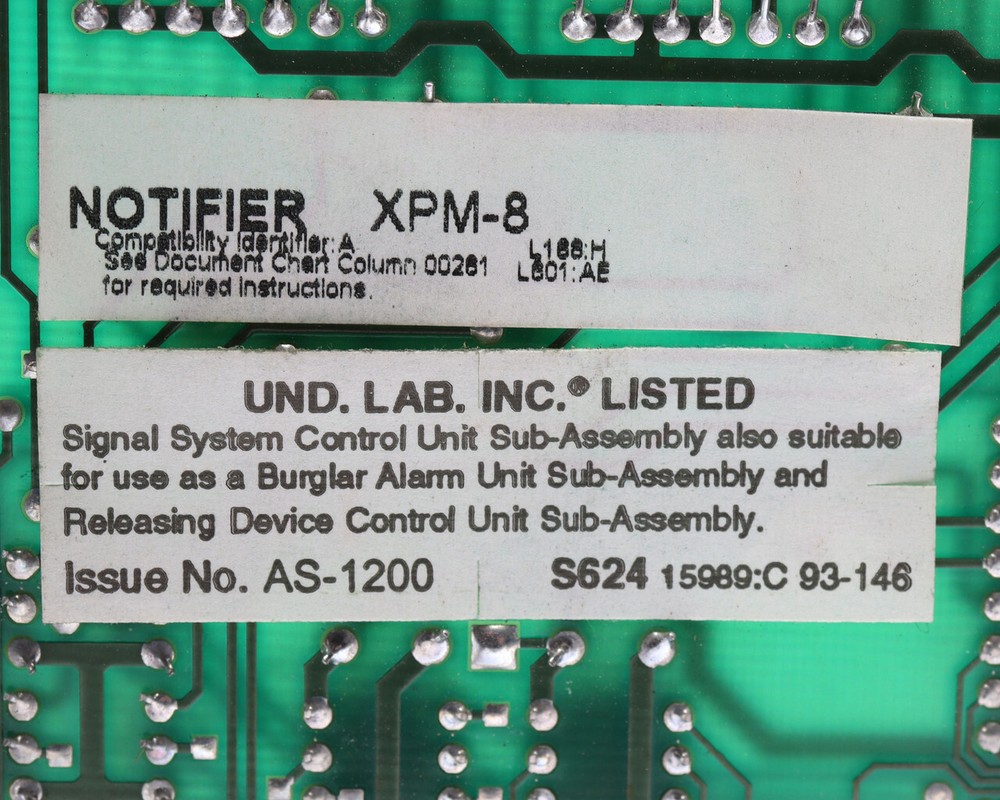 NOTIFIER XPM-8
Compatibility Identifier: A L168:H
See Document Chart Column 00261 L601:AE
for required instructions.
UND. LAB. INC.® LISTED
Signal System Control Unit Sub-Assembly also suitable
for use as a Burglar Alarm Unit Sub-Assembly and
Releasing Device Control Unit Sub-Assembly.
Issue No. AS-1200 S624 15989:C 93-146